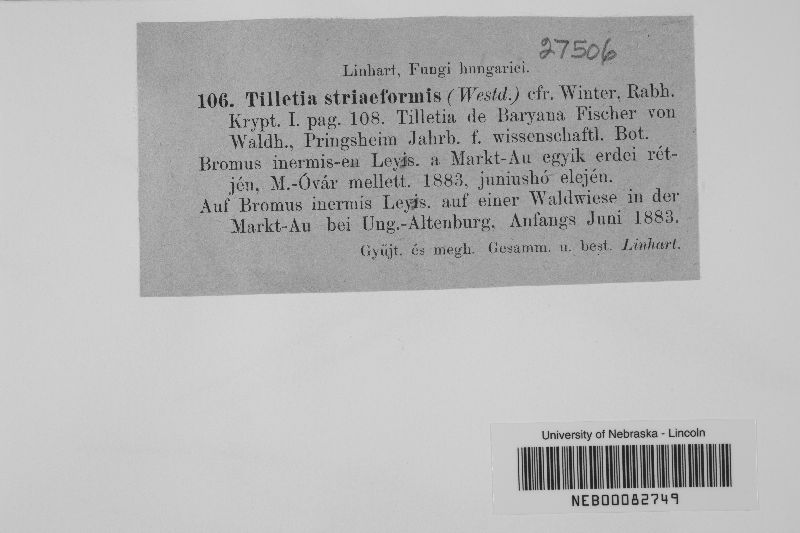 27506
Linhart, Fungi hungarici.
106. Tilletia striaeformis (Westd.) cfr. Winter, Rabh.
Krypt. I. pag. 108. Tilletia de Baryana Fischer von
Waldh., Pringsheim Jahrb. f. wissenschaftl. Bot.
Bromus inermis-en Leyss. a Markt-Au egyik erdei rét-
jén, M.-Óvár mellett. 1883. juniushó elején.
Auf Bromus inermis Leyss. auf einer Waldwiese in der
Markt-Au bei Ung.-Altenburg, Anfangs Juni 1883.
Gyüjt. és megh. Gesamm. u. best. Linhart.
University of Nebraska - Lincoln
NEB00082749